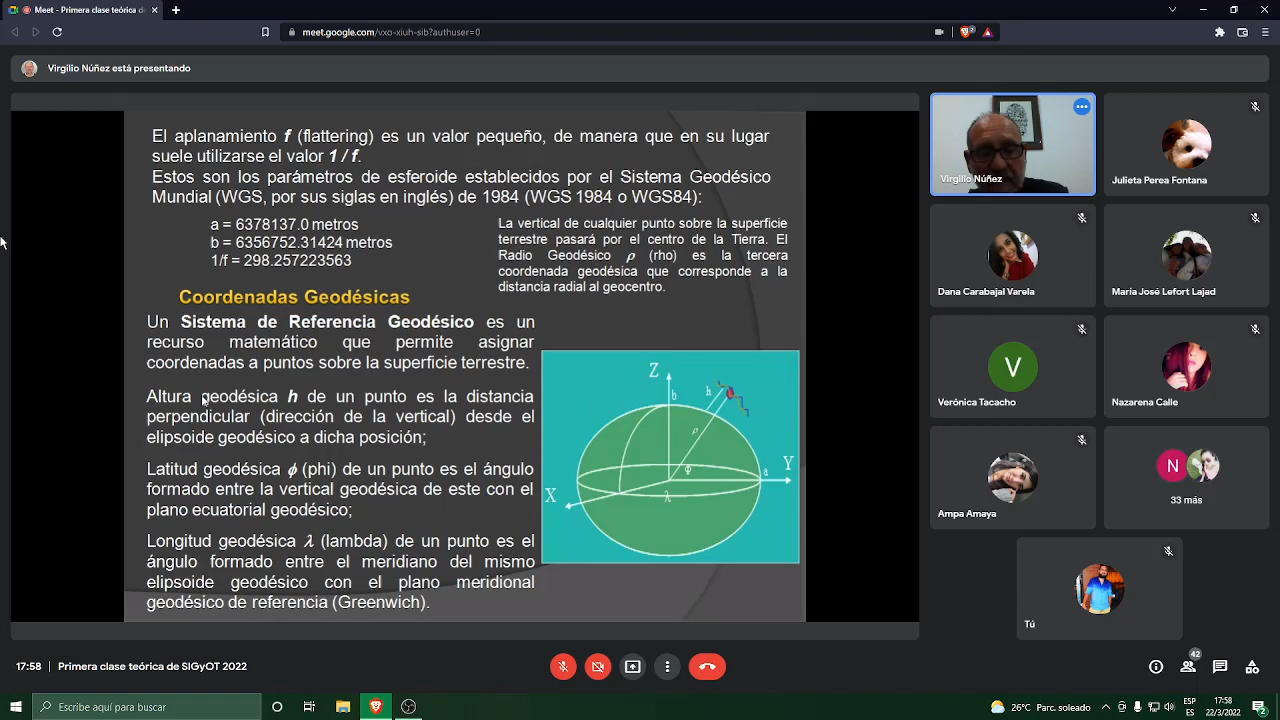 Meet - Primera clase teórica d
meet.google.com/vxo-xiuh-sib?authuser=0
2
Virgilio Núñez está presentando
El aplanamiento f (flattering) es un valor pequeño, de manera que en su lugar
suele utilizarse el valor 1 / f.
Estos son los parámetros de esferoide establecidos por el Sistema Geodésico
Mundial (WGS, por sus siglas en inglés) de 1984 (WGS 1984 o WGS84):
a = 6378137.0 metros
b = 6356752.31424 metros
1/f = 298.257223563
La vertical de cualquier punto sobre la superficie
terrestre pasará por el centro de la Tierra. El
Radio Geodésico ρ (rho) es la tercera
coordenada geodésica que corresponde a la
distancia radial al geocentro.
Coordenadas Geodésicas
Un Sistema de Referencia Geodésico es un
recurso matemático que permite asignar
coordenadas a puntos sobre la superficie terrestre.
Altura geodésica h de un punto es la distancia
perpendicular (dirección de la vertical) desde el
elipsoide geodésico a dicha posición;
Latitud geodésica ϕ (phi) de un punto es el ángulo
formado entre la vertical geodésica de este con el
plano ecuatorial geodésico;
Longitud geodésica λ (lambda) de un punto es el
ángulo formado entre el meridiano del mismo
elipsoide geodésico con el plano meridional
geodésico de referencia (Greenwich).
Z
b
h
ρ
Φ
a
Y
X
λ
Virgilio Núñez
Julieta Perea Fontana
Dana Carabajal Varela
María José Lefort Lajad
V
Verónica Tacacho
Nazarena Calle
Ampa Amaya
N
33 más
Tú
17:58
Primera clase teórica de SIGyOT 2022
42
Escribe aquí para buscar
26°C Parc. soleado
ESP
ES
17:58
22/3/2022
2